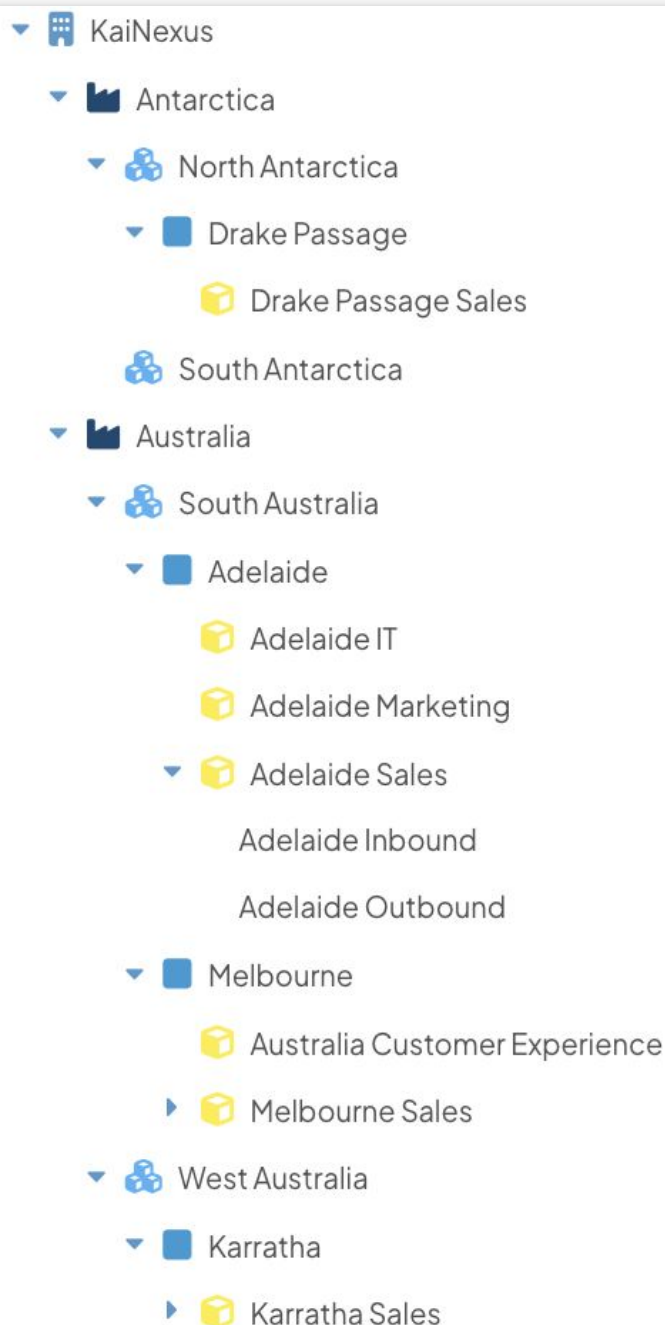 KaiNexus
Antarctica
North Antarctica
Drake Passage
Drake Passage Sales
South Antarctica
Australia
South Australia
Adelaide
Adelaide IT
Adelaide Marketing
Adelaide Sales
Adelaide Inbound
Adelaide Outbound
Melbourne
Australia Customer Experience
Melbourne Sales
West Australia
Karratha
Karratha Sales